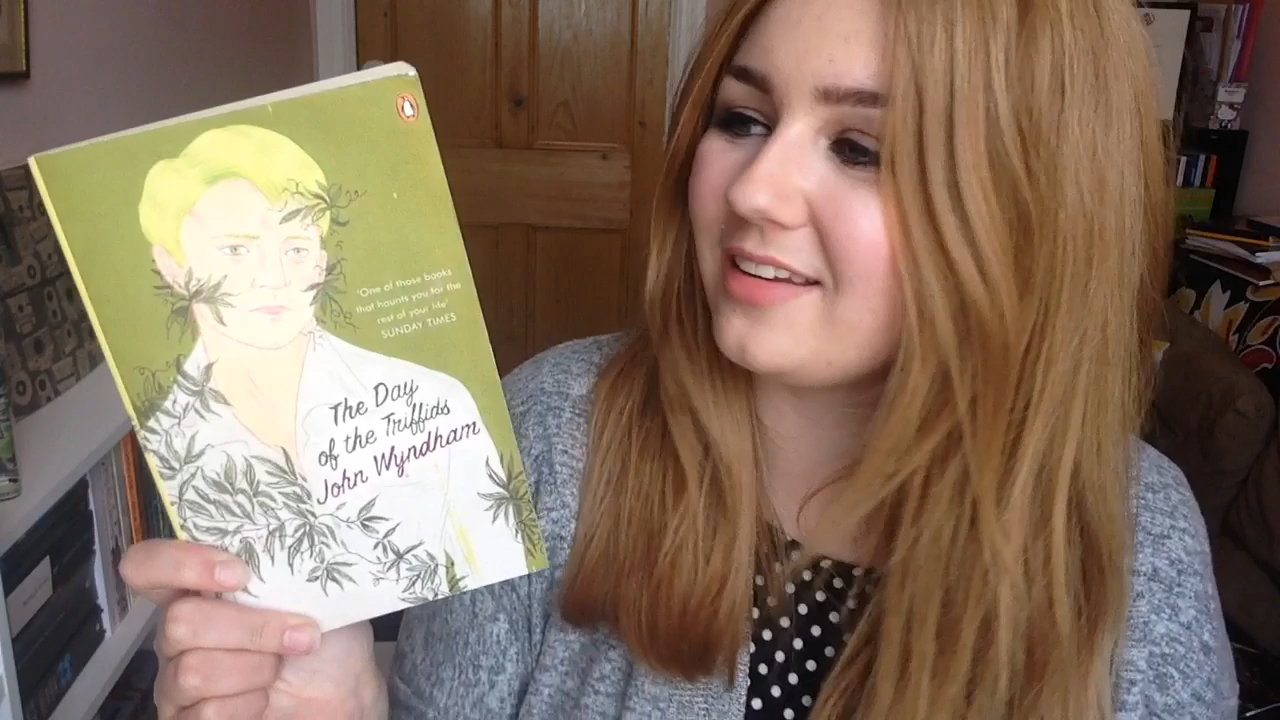 'One of those books
that haunts you for the
rest of your life'
SUNDAY TIMES
The Day
of the Triffids
John Wyndham